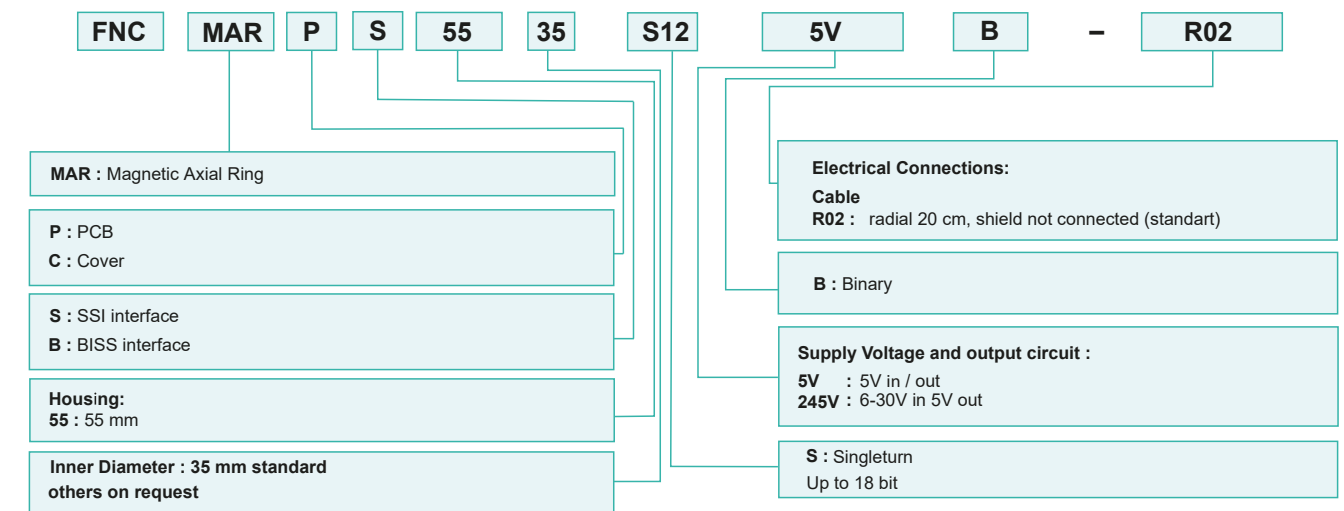 FNC MAR P S 55 35 S12 5V B – R02
MAR : Magnetic Axial Ring
P : PCB
C : Cover
S : SSI interface
B : BISS interface
Housing:
55 : 55 mm
Inner Diameter : 35 mm standard
others on request
Electrical Connections:
Cable
R02 : radial 20 cm, shield not connected (standart)
B : Binary
Supply Voltage and output circuit :
5V : 5V in / out
245V : 6-30V in 5V out
S : Singleturn
Up to 18 bit